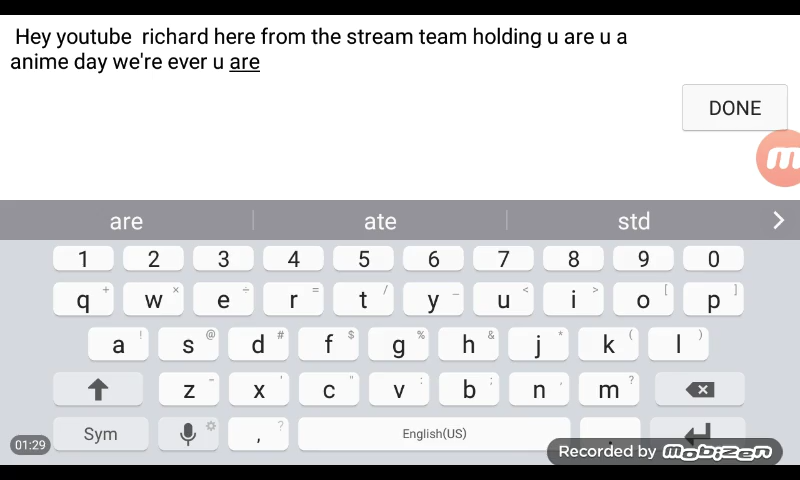 Hey youtube  richard here from the stream team holding u are u a
anime day we're ever u are
DONE
are ate std >
1 2 3 4 5 6 7 8 9 0
q + w × e ÷ r = t / y _ u < i > o [ p ]
a ! s @ d # f $ g % h & j * k ( l )
z - x ' c " v : b ; n , m ?
Sym , ? English(US) .
01:29
Recorded by mobizen